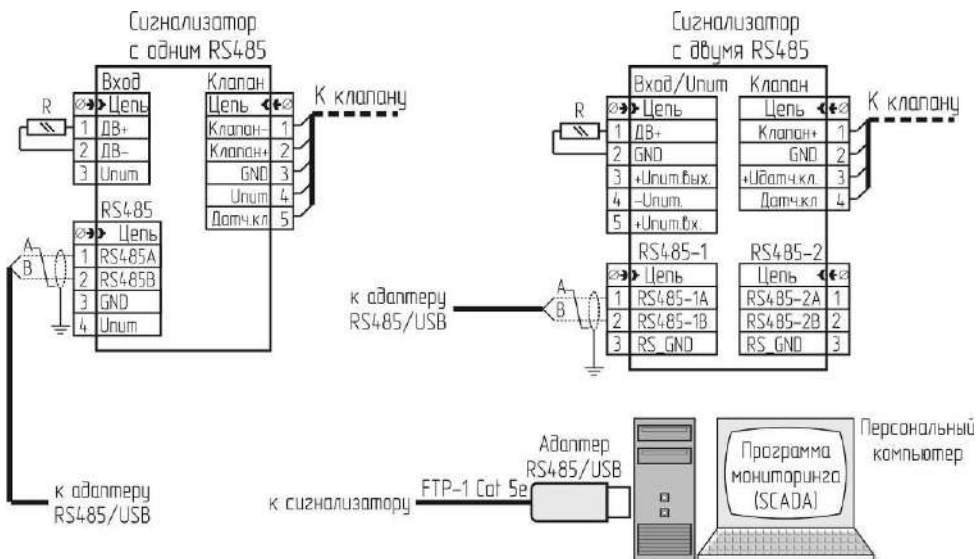 Сигнализатор
с одним RS485
Вход
Клапан
Цепь
Цепь
R
1 ДВ+
2 ДВ-
3 Uпит
Клапан- 1
Клапан+ 2
GND 3
Uпит 4
Датч.кл 5
К клапану
RS485
Цепь
A
B
1 RS485A
2 RS485B
3 GND
4 Uпит
к адаптеру
RS485/USB
Сигнализатор
с двумя RS485
Вход/Uпит
Клапан
Цепь
Цепь
R
1 ДВ+
2 GND
3 +Uпит.вых.
4 -Uпит.
5 +Uпит.вх.
Клапан+ 1
GND 2
+Uдатч.кл. 3
Датч.кл 4
К клапану
RS485-1
RS485-2
Цепь
Цепь
A
B
1 RS485-1A
2 RS485-1B
3 RS_GND
RS485-2A 1
RS485-2B 2
RS_GND 3
к адаптеру
RS485/USB
к сигнализатору
FTP-1 Cat 5e
Адаптер
RS485/USB
Программа
мониторинга
(SCADA)
Персональный
компьютер